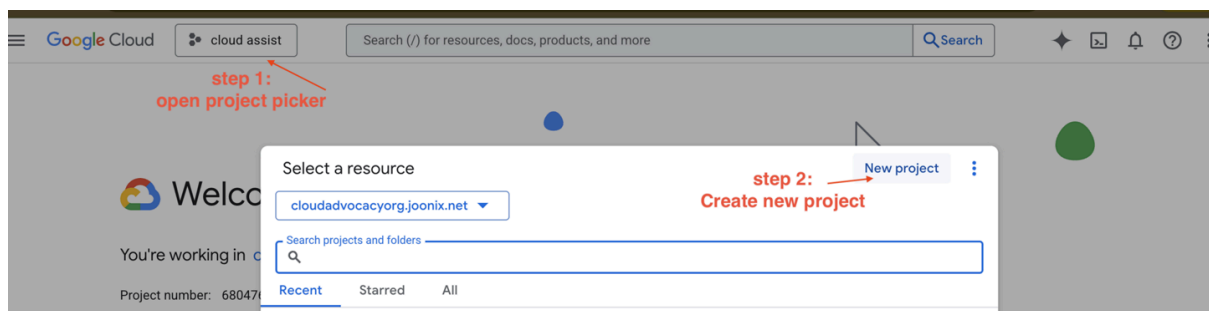 Google Cloud
cloud assist
Search (/) for resources, docs, products, and more
Search
step 1:
open project picker
Select a resource
New project
step 2:
Create new project
Welco
cloudadvocacyorg.joonix.net
Search projects and folders
You're working in
Project number: 68047
Recent Starred All